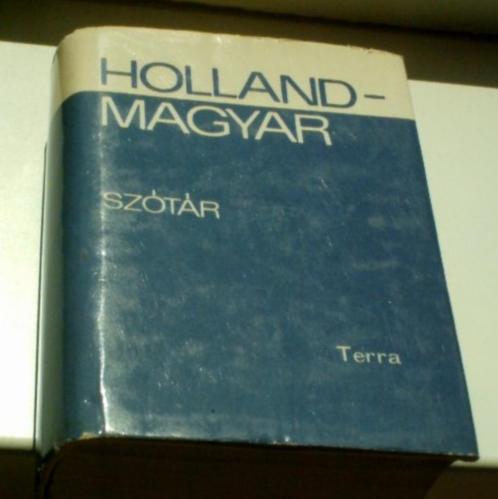 HOLLAND-
MAGYAR
SZÓTÁR
Terra